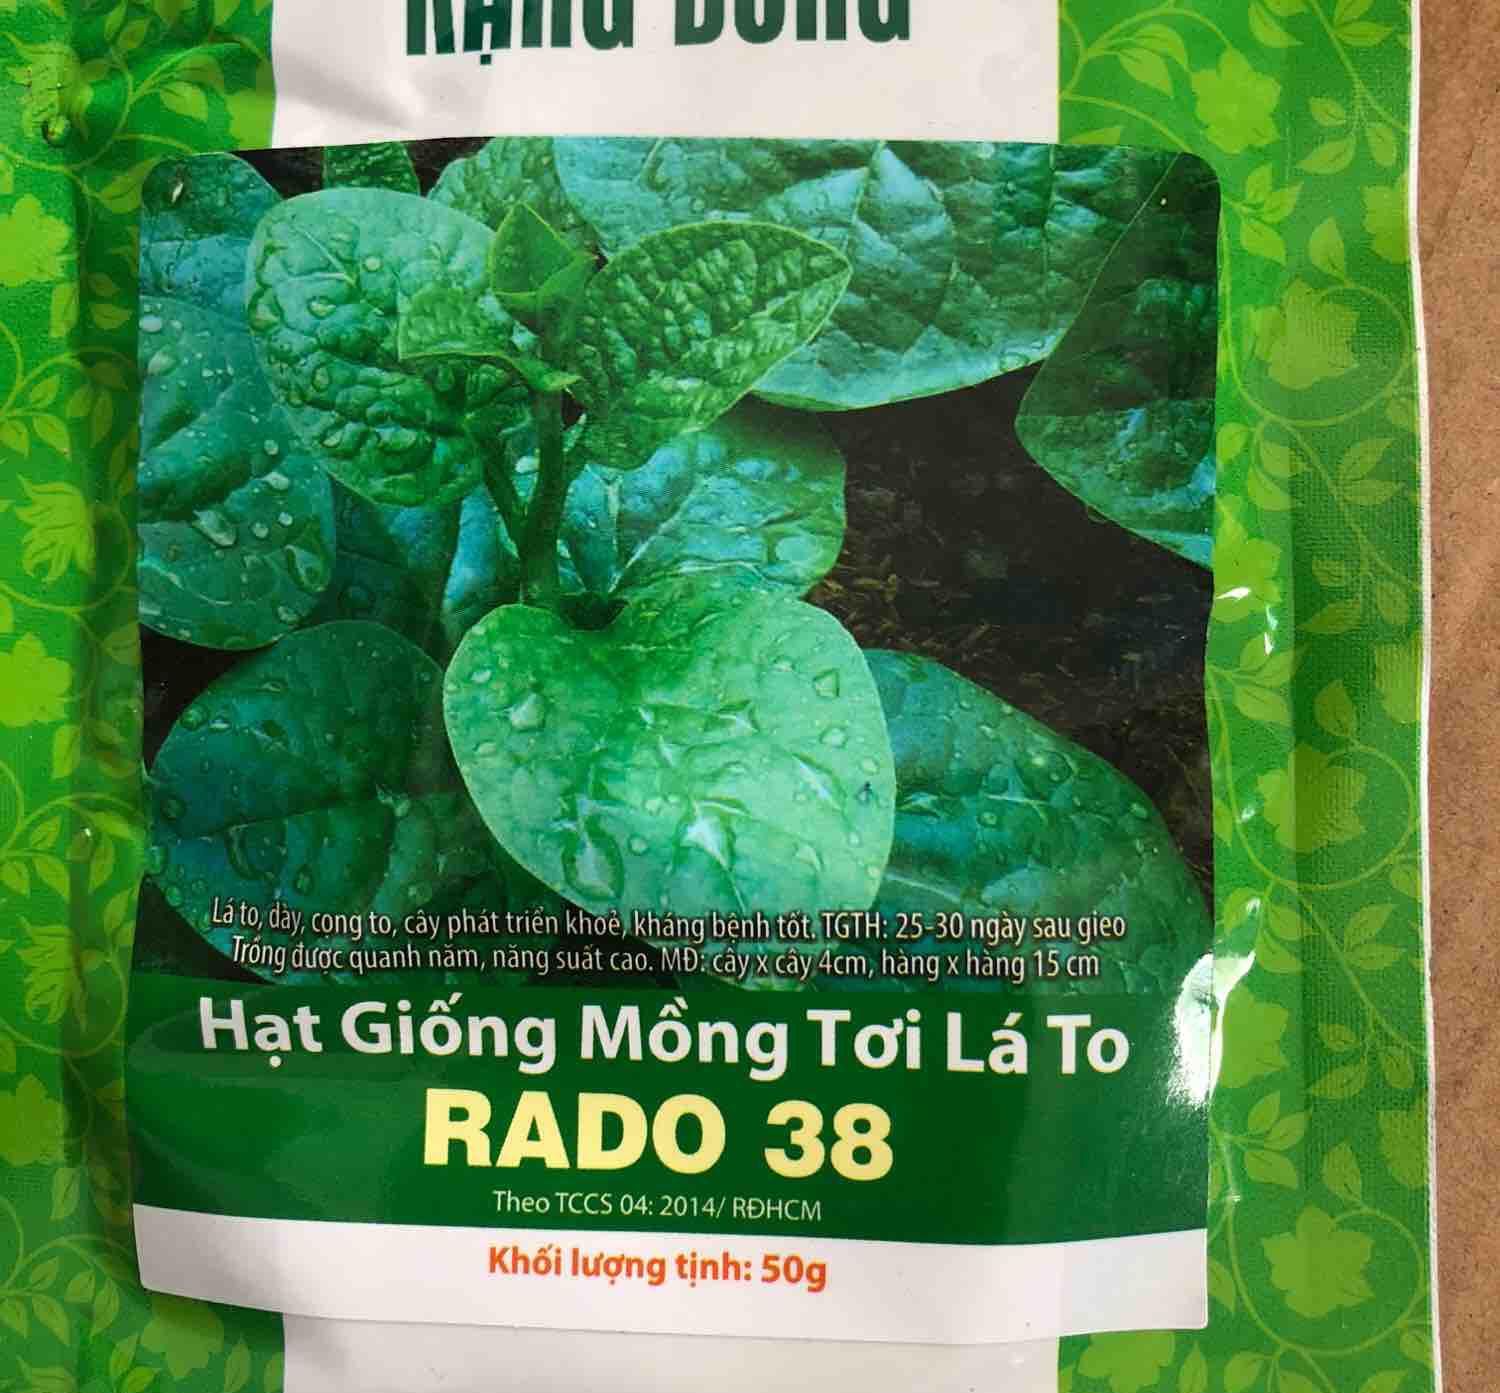 RẠNG ĐÔNG
Lá to, dày, cọng to, cây phát triển khoẻ, kháng bệnh tốt. TGTH: 25-30 ngày sau gieo
Trồng được quanh năm, năng suất cao. MĐ: cây x cây 4cm, hàng x hàng 15 cm
Hạt Giống Mồng Tơi Lá To
RADO 38
Theo TCCS 04: 2014/ RĐHCM
Khối lượng tịnh: 50g